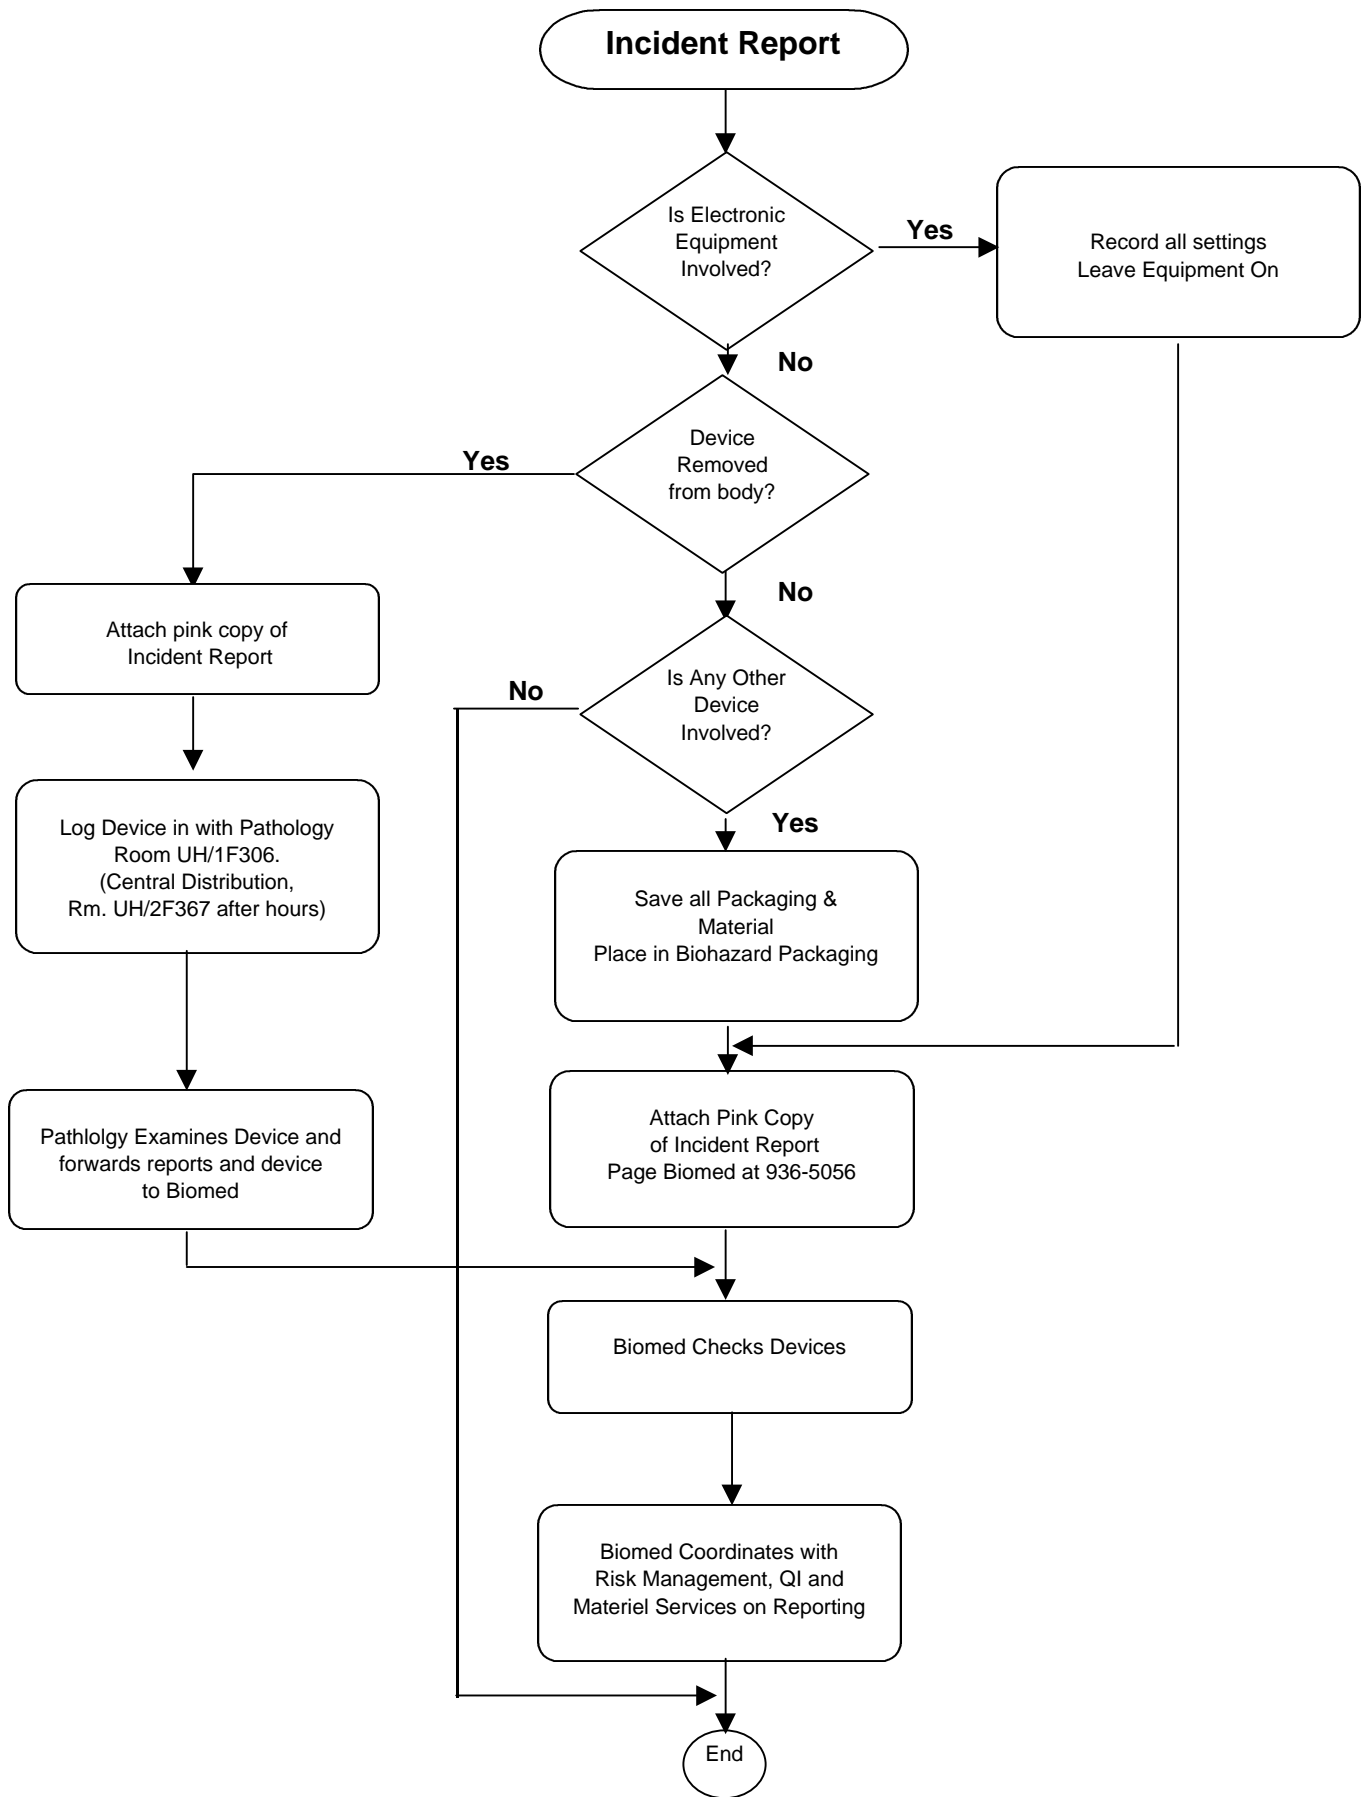 Incident Report
Is Electronic
Equipment
Involved?
Yes
Record all settings
Leave Equipment On
No
Device
Removed
from body?
Yes
No
Attach pink copy of
Incident Report
Is Any Other
Device
Involved?
No
Yes
Log Device in with Pathology
Room UH/1F306.
(Central Distribution,
Rm. UH/2F367 after hours)
Save all Packaging &
Material
Place in Biohazard Packaging
Pathlolgy Examines Device and
forwards reports and device
to Biomed
Attach Pink Copy
of Incident Report
Page Biomed at 936-5056
Biomed Checks Devices
Biomed Coordinates with
Risk Management, QI and
Materiel Services on Reporting
End